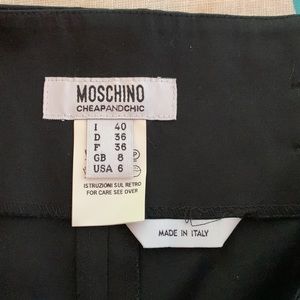 MOSCHINO
CHEAPANDCHIC
I 40
D 36
F 36
GB 8
USA 6
ISTRUZIONI SUL RETRO
FOR CARE SEE OVER
MADE IN ITALY